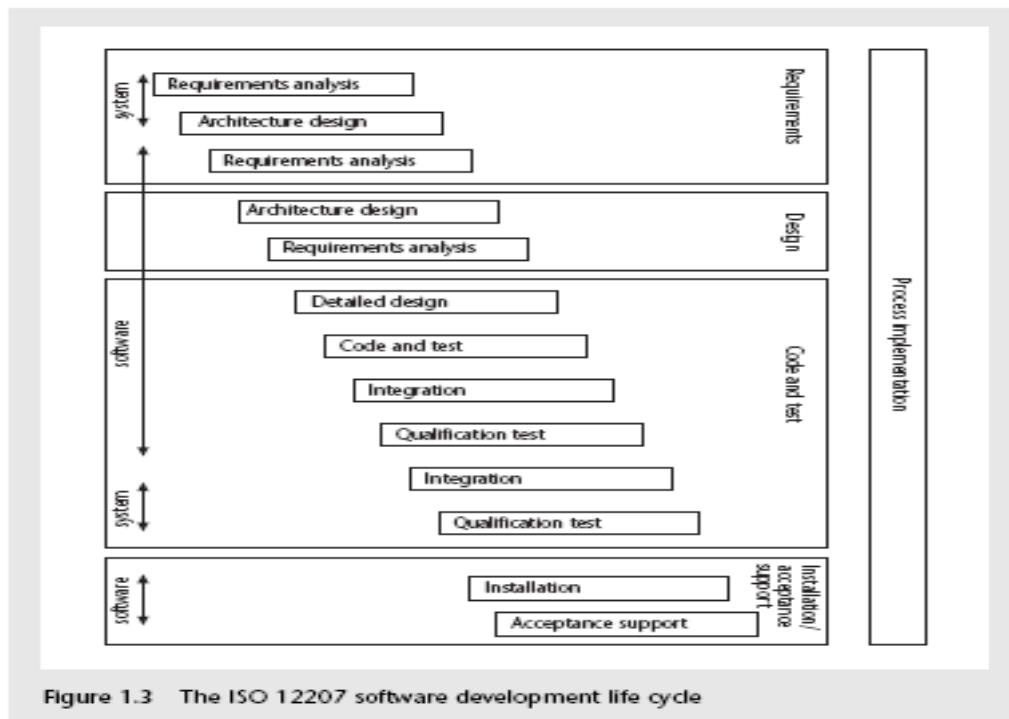 system
Requirements analysis
Architecture design
Requirements analysis
Requirements
Architecture design
Requirements analysis
Design
software
Detailed design
Code and test
Integration
Qualification test
Code and test
system
Integration
Qualification test
software
Installation
Acceptance support
Installation/
acceptance
support
Process implementation
Figure 1.3 The ISO 12207 software development life cycle